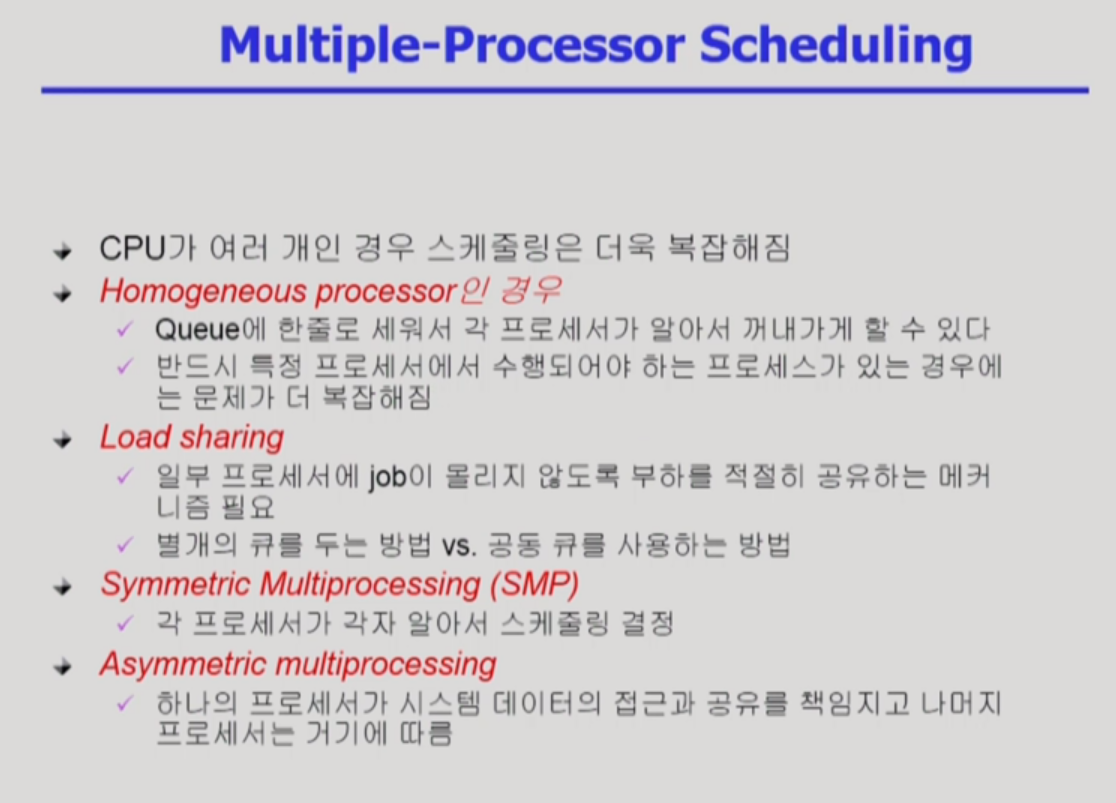 Multiple-Processor Scheduling
CPU가 여러 개인 경우 스케줄링은 더욱 복잡해짐
Homogeneous processor인 경우
Queue에 한줄로 세워서 각 프로세서가 알아서 꺼내가게 할 수 있다
반드시 특정 프로세서에서 수행되어야 하는 프로세스가 있는 경우에
는 문제가 더 복잡해짐
Load sharing
일부 프로세서에 job이 몰리지 않도록 부하를 적절히 공유하는 메커
니즘 필요
별개의 큐를 두는 방법 vs. 공동 큐를 사용하는 방법
Symmetric Multiprocessing (SMP)
각 프로세서가 각자 알아서 스케줄링 결정
Asymmetric multiprocessing
하나의 프로세서가 시스템 데이터의 접근과 공유를 책임지고 나머지
프로세서는 거기에 따름